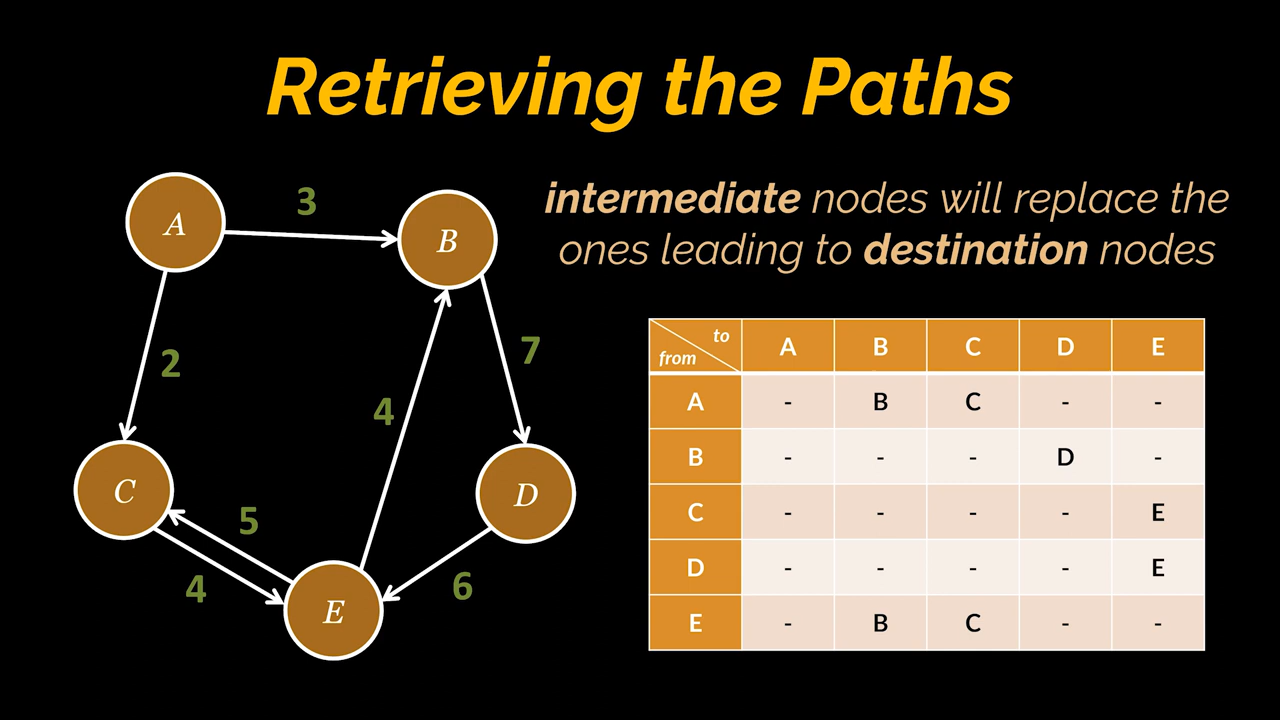 Retrieving the Paths
intermediate nodes will replace the
ones leading to destination nodes
A
3
B
2
7
4
C
D
5
4
6
E
to
from
A B C D E
A - B C - -
B - - - D -
C - - - - E
D - - - - E
E - B C - -